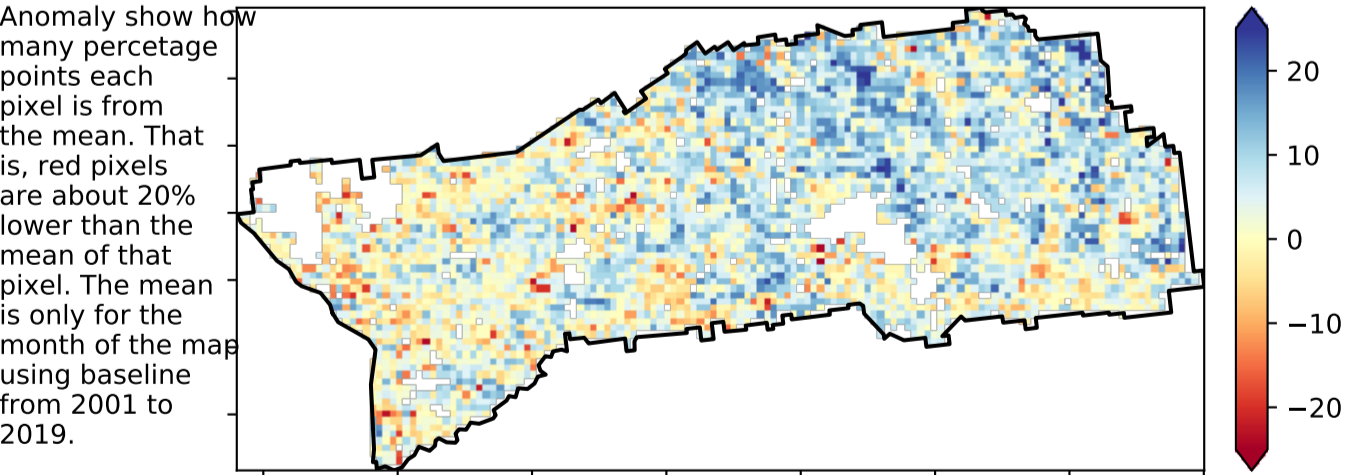 Anomaly show how
many percetage
points each
pixel is from
the mean. That
is, red pixels
are about 20%
lower than the
mean of that
pixel. The mean
is only for the
month of the map
using baseline
from 2001 to
2019.
20
10
0
−10
−20